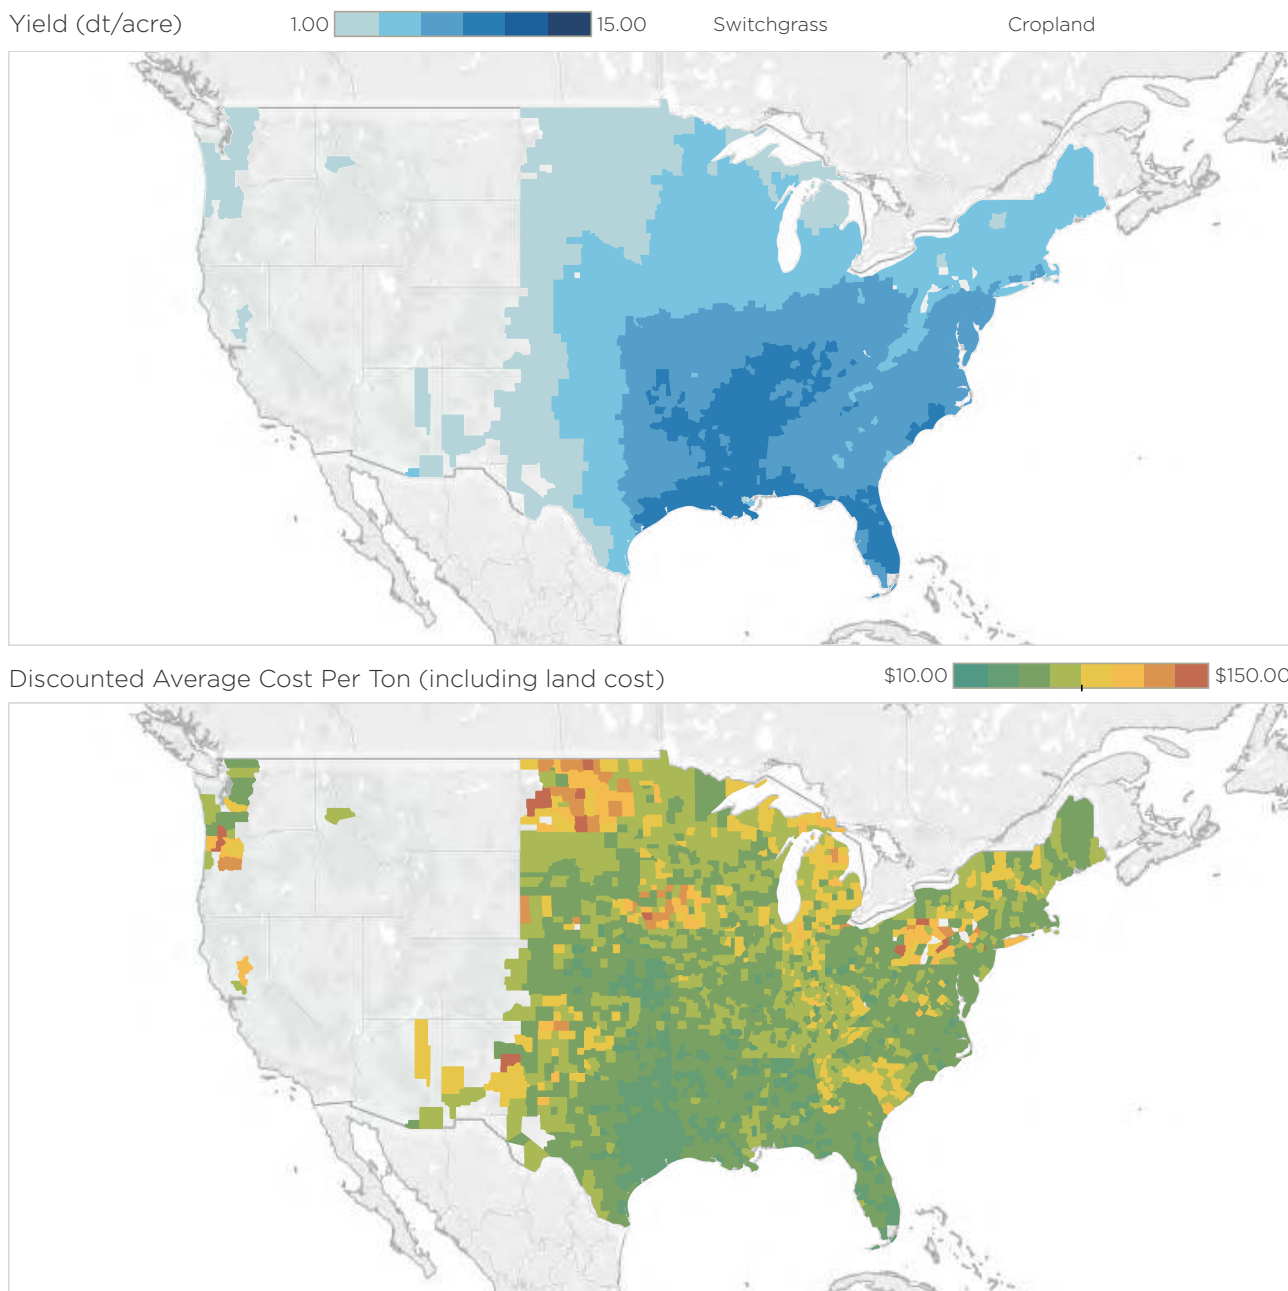 Yield (dt/acre) 1.00 15.00 Switchgrass Cropland
Discounted Average Cost Per Ton (including land cost) $10.00 $150.00